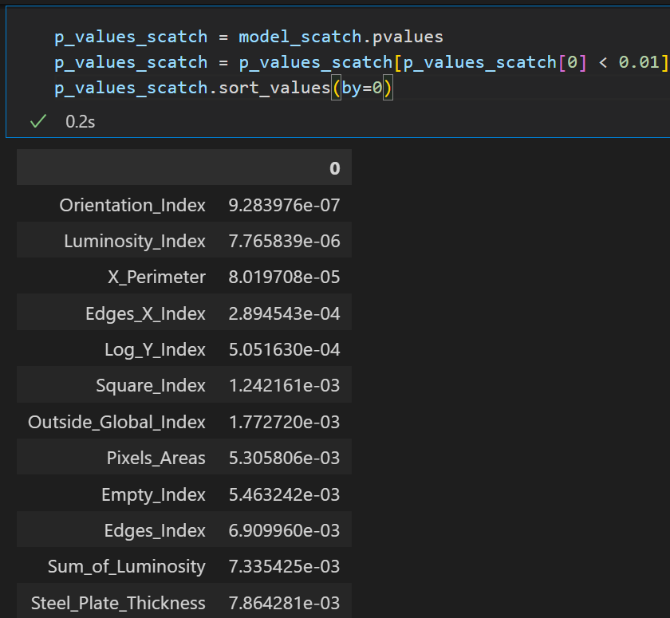 p_values_scatch = model_scatch.pvalues
p_values_scatch = p_values_scatch[p_values_scatch[0] < 0.01]
p_values_scatch.sort_values(by=0)
0.2s
0
Orientation_Index 9.283976e-07
Luminosity_Index 7.765839e-06
X_Perimeter 8.019708e-05
Edges_X_Index 2.894543e-04
Log_Y_Index 5.051630e-04
Square_Index 1.242161e-03
Outside_Global_Index 1.772720e-03
Pixels_Areas 5.305806e-03
Empty_Index 5.463242e-03
Edges_Index 6.909960e-03
Sum_of_Luminosity 7.335425e-03
Steel_Plate_Thickness 7.864281e-03